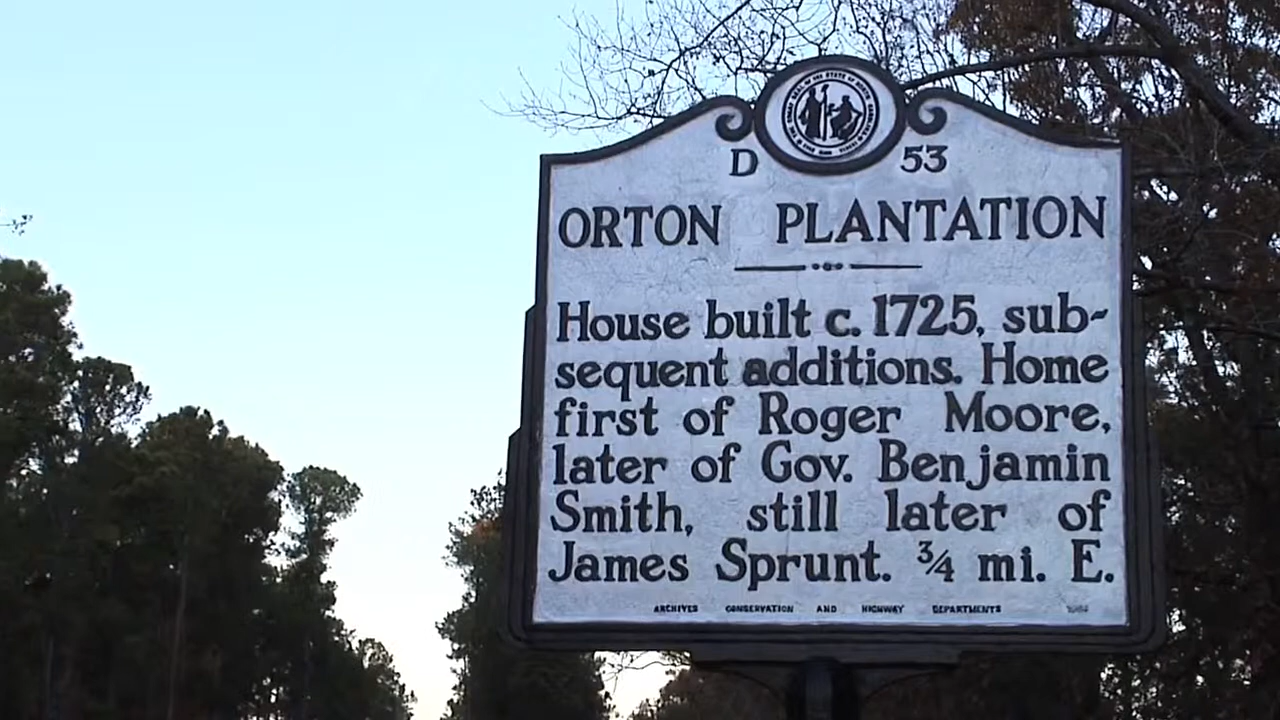 D 53
ORTON PLANTATION
House built c. 1725, sub-
sequent additions. Home
first of Roger Moore,
later of Gov. Benjamin
Smith, still later of
James Sprunt. ¾ mi. E.
ARCHIVES CONSERVATION AND HIGHWAY DEPARTMENTS